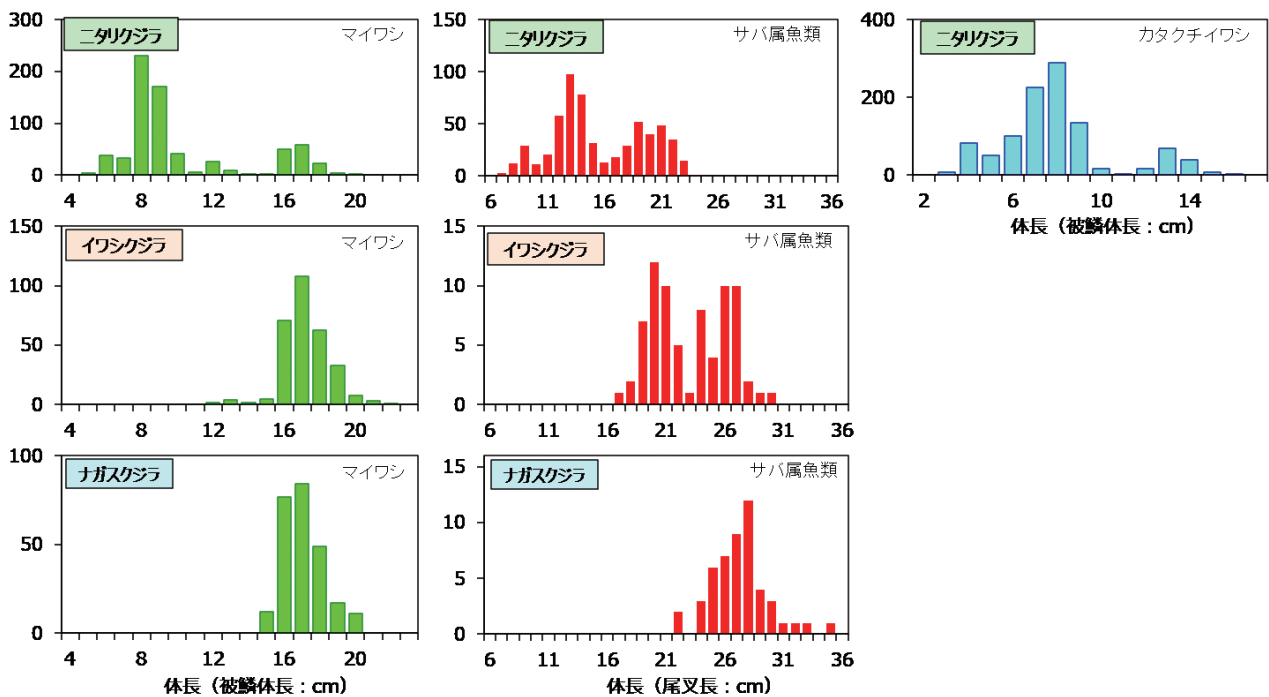 300
200
100
0
ニタリクジラ
マイワシ
4 8 12 16 20
150
100
50
0
ニタリクジラ
サバ属魚類
6 11 16 21 26 31 36
400
200
0
ニタリクジラ
カタクチイワシ
2 6 10 14
体長（被鱗体長：cm）
150
100
50
0
イワシクジラ
マイワシ
4 8 12 16 20
15
10
5
0
イワシクジラ
サバ属魚類
6 11 16 21 26 31 36
100
50
0
ナガスクジラ
マイワシ
4 8 12 16 20
体長（被鱗体長：cm）
15
10
5
0
ナガスクジラ
サバ属魚類
6 11 16 21 26 31 36
体長（尾叉長：cm）